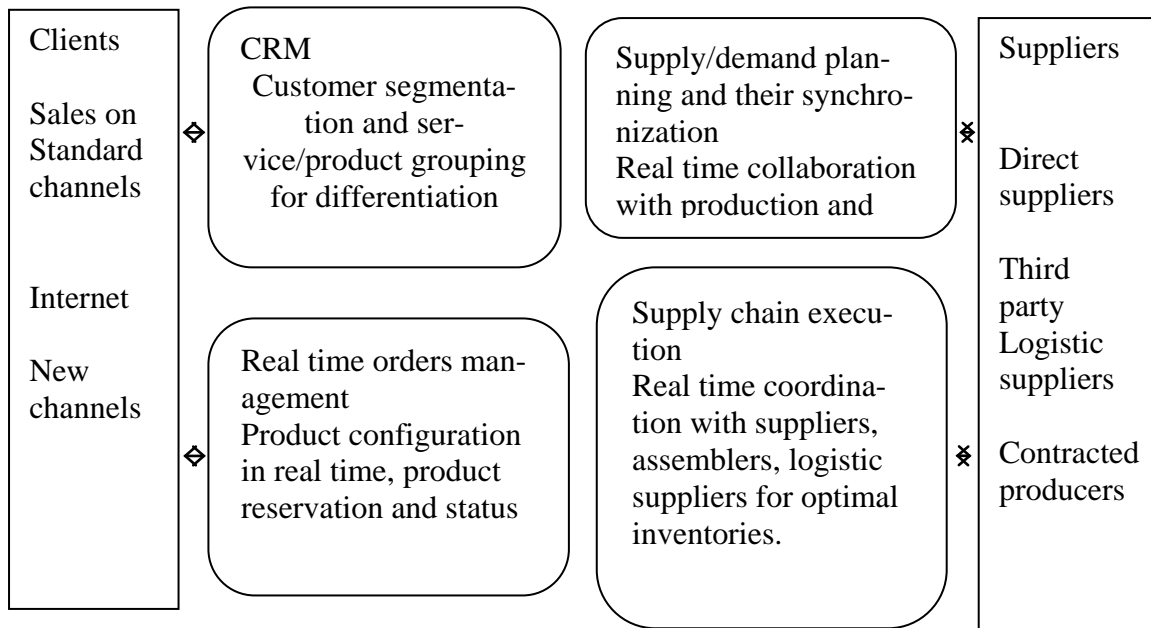 Clients
Sales on
Standard
channels
Internet
New
channels
CRM
Customer segmenta-
tion and ser-
vice/product grouping
for differentiation
Real time orders man-
agement
Product configuration
in real time, product
reservation and status
Supply/demand plan-
ning and their synchro-
nization
Real time collaboration
with production and
Supply chain execu-
tion
Real time coordina-
tion with suppliers,
assemblers, logistic
suppliers for optimal
inventories.
Suppliers
Direct
suppliers
Third
party
Logistic
suppliers
Contracted
producers